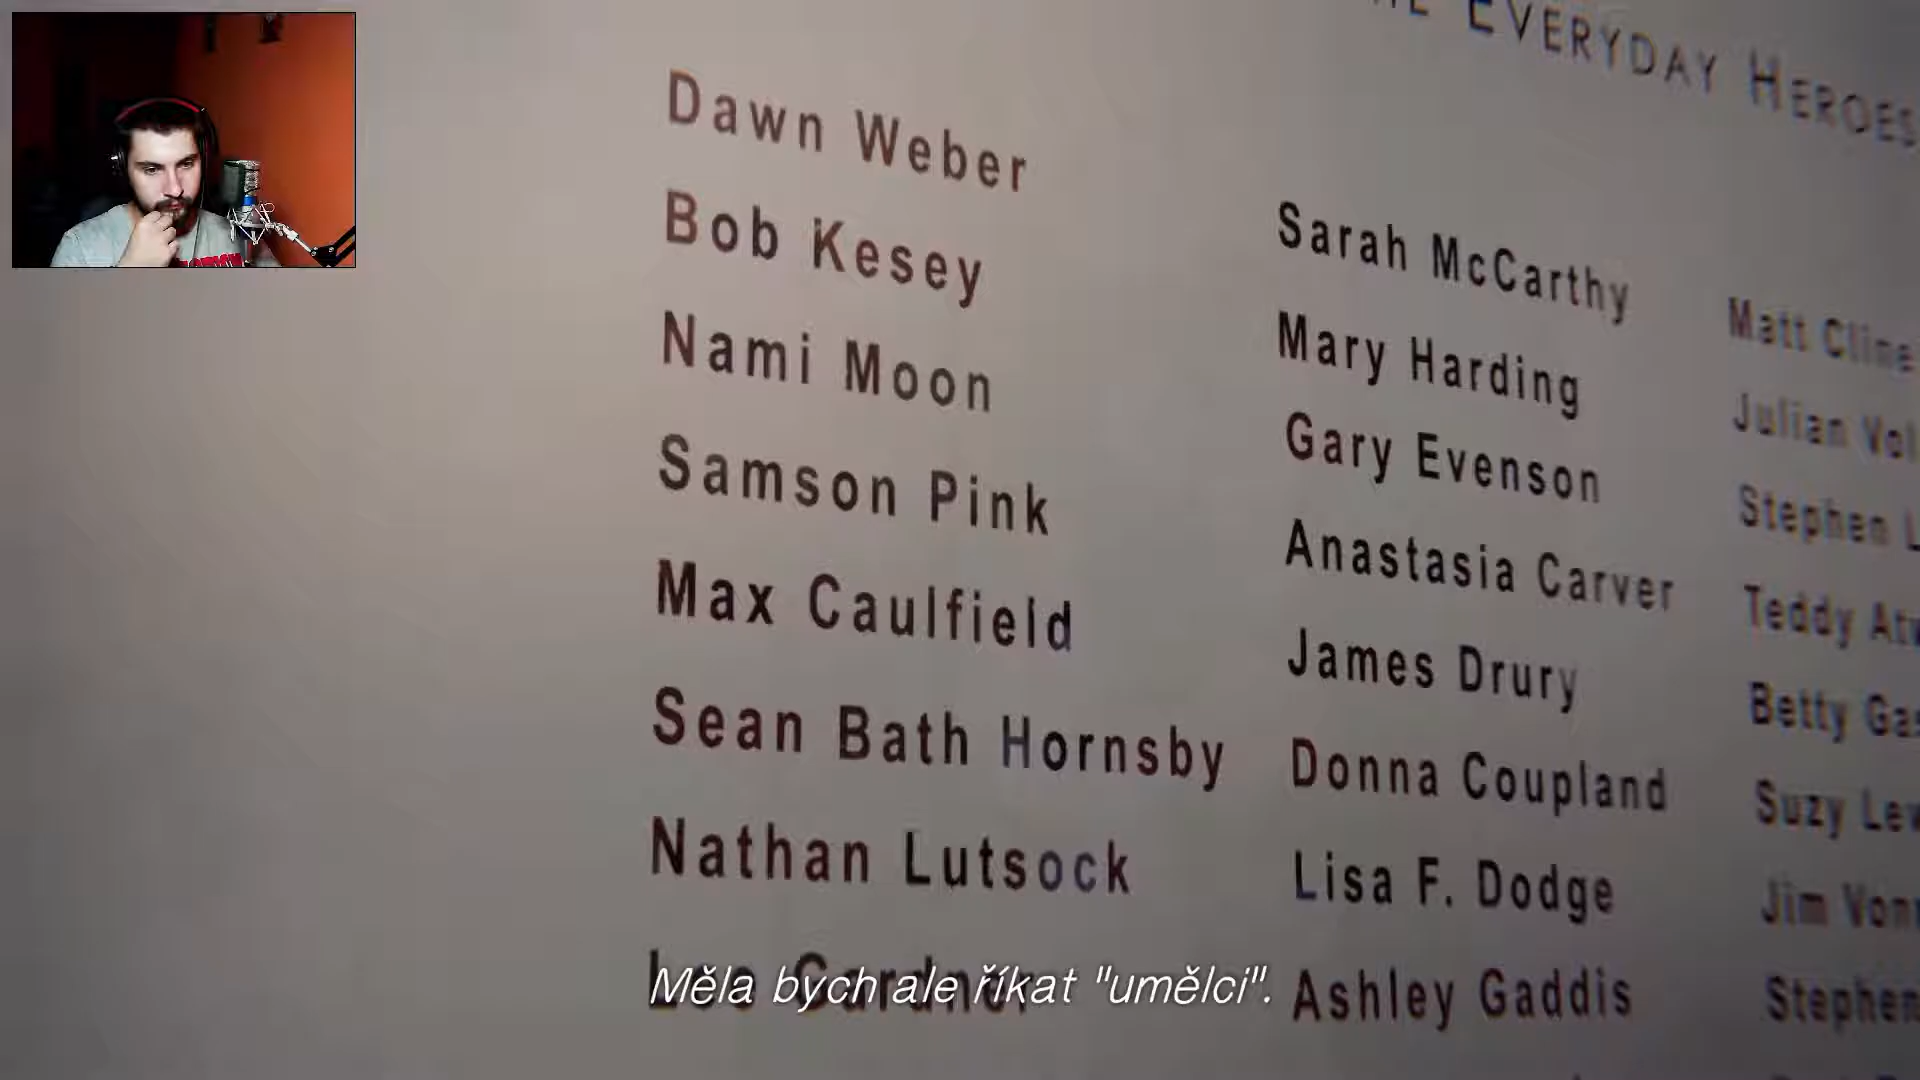 EVERYDAY HEROES
Dawn Weber
Bob Kesey
Nami Moon
Samson Pink
Max Caulfield
Sean Bath Hornsby
Nathan Lutsock
Gardner
Sarah McCarthy
Mary Harding
Gary Evenson
Anastasia Carver
James Drury
Donna Coupland
Lisa F. Dodge
Ashley Gaddis
Matt Cline
Julian
Stephen
Teddy
Betty
Suzy
Jim
Stephen
Měla bych ale říkat "umělci".